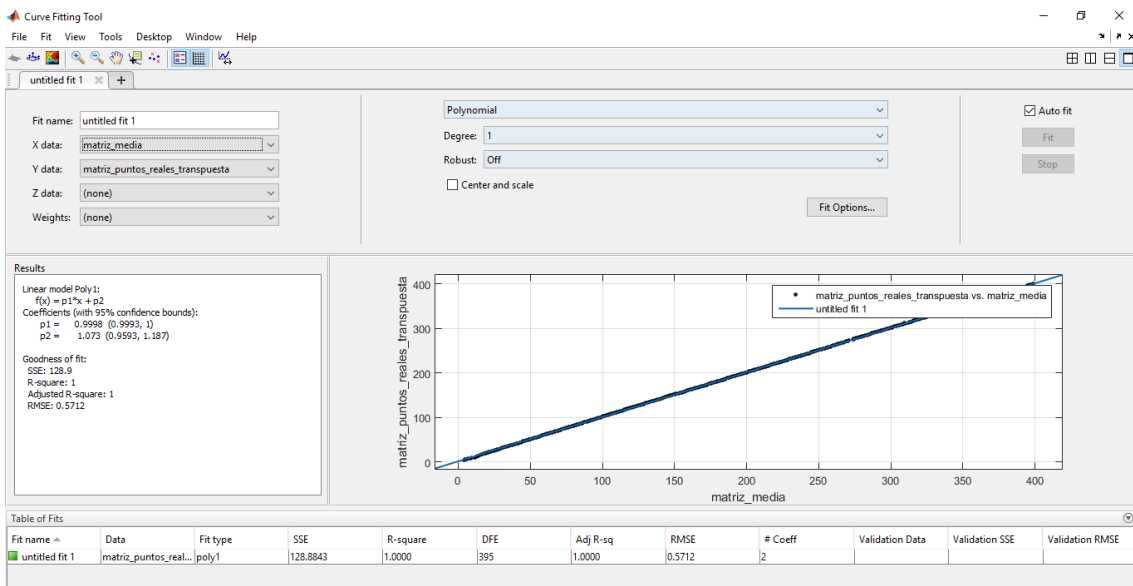 Curve Fitting Tool
File Fit View Tools Desktop Window Help
untitled fit 1
Fit name: untitled fit 1
X data: matriz_media
Y data: matriz_puntos_reales_transpuesta
Z data: (none)
Weights: (none)
Polynomial
Degree: 1
Robust: Off
Center and scale
Fit Options...
Auto fit
Fit
Stop
Results
Linear model Poly1:
f(x) = p1*x + p2
Coefficients (with 95% confidence bounds):
p1 = 0.9998 (0.9993, 1)
p2 = 1.073 (0.9593, 1.187)
Goodness of fit:
SSE: 128.9
R-square: 1
Adjusted R-square: 1
RMSE: 0.5712
matriz_puntos_reales_transpuesta
400
300
200
100
0
matriz_puntos_reales_transpuesta vs. matriz_media
untitled fit 1
0 50 100 150 200 250 300 350 400
matriz_media
Table of Fits
Fit name Data Fit type SSE R-square DFE Adj R-sq RMSE # Coeff Validation Data Validation SSE Validation RMSE
untitled fit 1 matriz_puntos_real... poly1 128.8843 1.0000 395 1.0000 0.5712 2